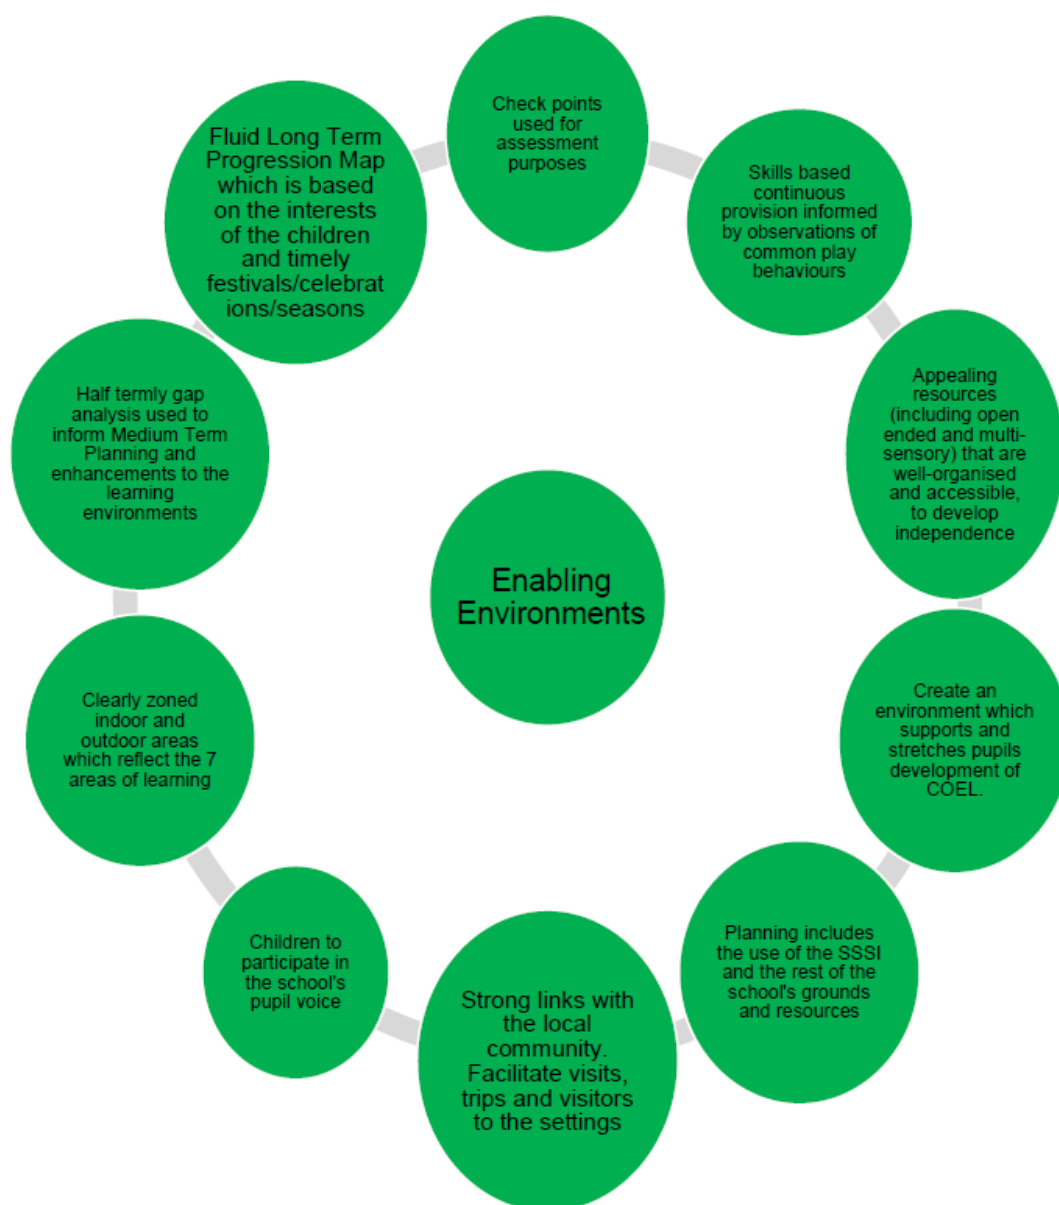 Check points
used for
assessment
purposes
Skills based
continuous
provision informed
by observations of
common play
behaviours
Appealing
resources
(including open
ended and multi-
sensory) that are
well-organised
and accessible,
to develop
independence
Create an
environment which
supports and
stretches pupils
development of
COEL.
Planning includes
the use of the SSSI
and the rest of the
school's grounds
and resources
Strong links with
the local
community.
Facilitate visits,
trips and visitors
to the settings
Children to
participate in
the school's
pupil voice
Clearly zoned
indoor and
outdoor areas
which reflect the 7
areas of learning
Half termly gap
analysis used to
inform Medium Term
Planning and
enhancements to the
learning
environments
Fluid Long Term
Progression Map
which is based
on the interests
of the children
and timely
festivals/celebrat
ions/seasons
Enabling
Environments